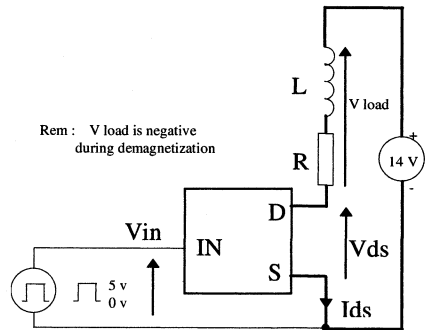 L
V load
Rem : V load is negative
during demagnetization
+
14 V
-
R
D
Vin
IN
Vds
S
5 v
0 v
Ids